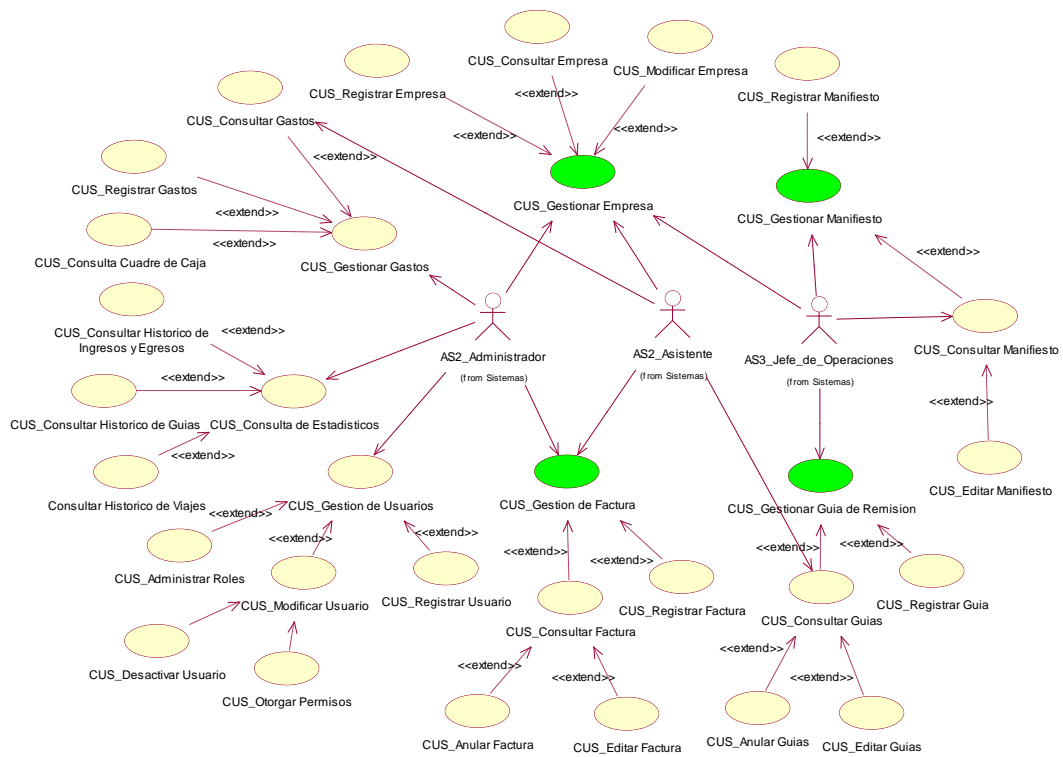 CUS_Consultar Empresa
CUS_Modificar Empresa
CUS_Registrar Empresa
<<extend>>
CUS_Registrar Manifiesto
CUS_Consultar Gastos
<<extend>>
<<extend>>
<<extend>>
<<extend>>
CUS_Registrar Gastos
CUS_Gestionar Empresa
<<extend>>
CUS_Gestionar Manifiesto
<<extend>>
CUS_Consulta Cuadre de Caja
CUS_Gestionar Gastos
<<extend>>
<<extend>>
CUS_Consultar Historico de
Ingresos y Egresos
<<extend>>
AS2_Administrador
(from Sistemas)
AS2_Asistente
(from Sistemas)
AS3_Jefe_de_Operaciones
(from Sistemas)
CUS_Consultar Manifiesto
<<extend>>
<<extend>>
CUS_Consultar Historico de Guias
CUS_Consulta de Estadisticos
<<extend>>
CUS_Editar Manifiesto
Consultar Historico de Viajes
CUS_Gestion de Usuarios
CUS_Gestion de Factura
CUS_Gestionar Guia de Remision
<<extend>>
<<extend>>
<<extend>>
<<extend>>
<<extend>>
<<extend>>
<<extend>>
CUS_Administrar Roles
CUS_Modificar Usuario
CUS_Registrar Usuario
CUS_Registrar Factura
CUS_Registrar Guia
CUS_Consultar Factura
CUS_Consultar Guias
<<extend>>
<<extend>>
<<extend>>
<<extend>>
CUS_Desactivar Usuario
CUS_Otorgar Permisos
CUS_Anular Factura
CUS_Editar Factura
CUS_Anular Guias
CUS_Editar Guias